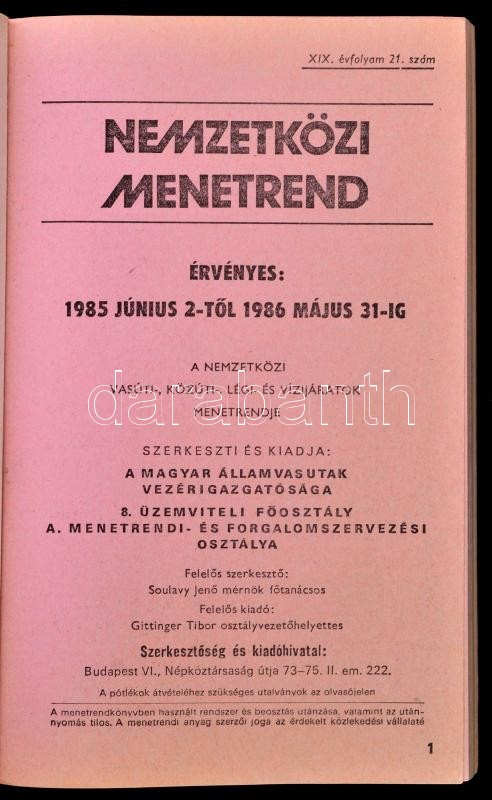 XIX. évfolyam 21. szám
NEMZETKÖZI
MENETREND
ÉRVÉNYES:
1985 JÚNIUS 2-TŐL 1986 MÁJUS 31-IG
A NEMZETKÖZI
VASÚTI-, KÖZÚTI-, LÉGI- ÉS VÍZIJÁRATOK
MENETRENDJE
darabanth
SZERKESZTI ÉS KIADJA:
A MAGYAR ÁLLAMVASUTAK
VEZÉRIGAZGATÓSÁGA
8. ÜZEMVITELI FŐOSZTÁLY
A. MENETRENDI- ÉS FORGALOMSZERVEZÉSI
OSZTÁLYA
Felelős szerkesztő:
Soulavy Jenő mérnök főtanácsos
Felelős kiadó:
Gittinger Tibor osztályvezetőhelyettes
Szerkesztőség és kiadóhivatal:
Budapest VI., Népköztársaság útja 73–75. II. em. 222.
A pótlékok átvételéhez szükséges utalványok az olvasójelen
A menetrendkönyvben használt rendszer és beosztás utánzása, valamint az után-
nyomás tilos. A menetrendi anyag szerzői joga az érdekelt közlekedési vállalaté
1